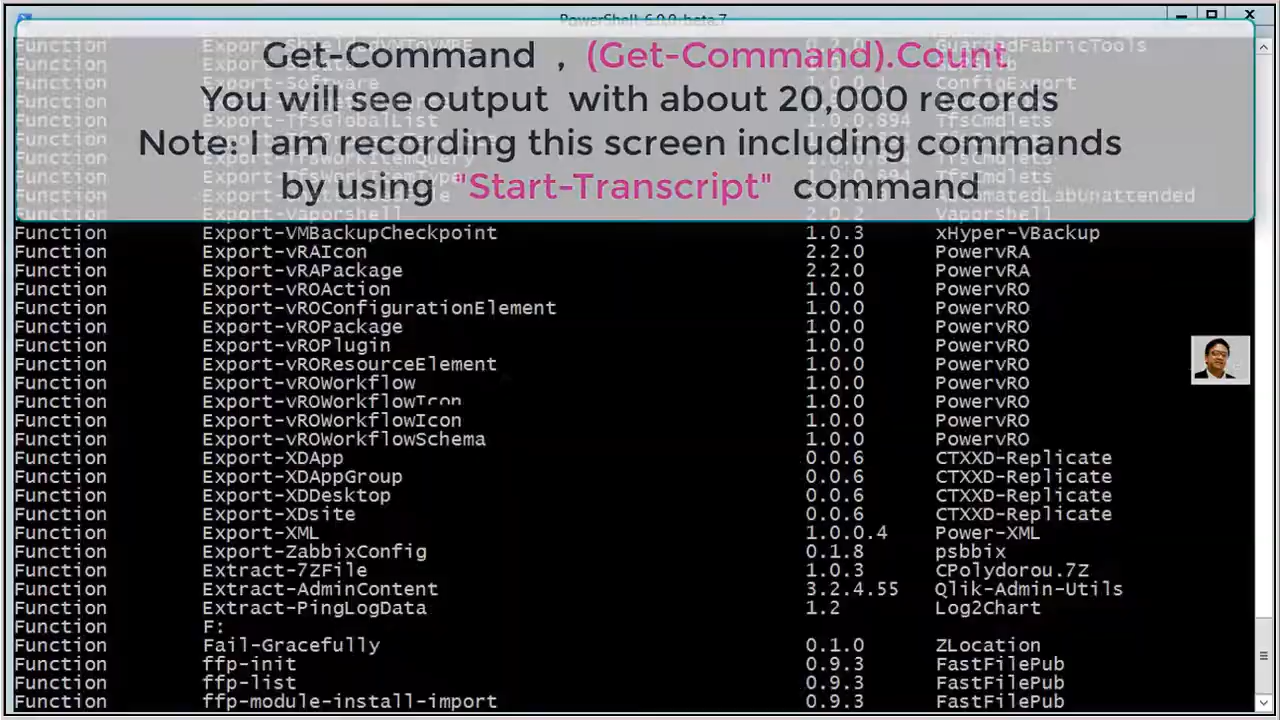 PowerShell 6.0.0-beta.7
Get-Command , (Get-Command).Count
You will see output with about 20,000 records
Note: I am recording this screen including commands
by using "Start-Transcript" command
Function Export-VMBackupCheckpoint 1.0.3 xHyper-VBackup
Function Export-vRAIcon 2.2.0 PowervRA
Function Export-vRAPackage 2.2.0 PowervRA
Function Export-vROAction 1.0.0 PowervRO
Function Export-vROConfigurationElement 1.0.0 PowervRO
Function Export-vROPackage 1.0.0 PowervRO
Function Export-vROPlugin 1.0.0 PowervRO
Function Export-vROResourceElement 1.0.0 PowervRO
Function Export-vROWorkflow 1.0.0 PowervRO
Function Export-vROWorkflowIcon 1.0.0 PowervRO
Function Export-vROWorkflowIcon 1.0.0 PowervRO
Function Export-vROWorkflowSchema 1.0.0 PowervRO
Function Export-XDApp 0.0.6 CTXXD-Replicate
Function Export-XDAppGroup 0.0.6 CTXXD-Replicate
Function Export-XDDesktop 0.0.6 CTXXD-Replicate
Function Export-XDsite 0.0.6 CTXXD-Replicate
Function Export-XML 1.0.0.4 Power-XML
Function Export-ZabbixConfig 0.1.8 psbbix
Function Extract-7ZFile 1.0.3 CPolydorou.7Z
Function Extract-AdminContent 3.2.4.55 Qlik-Admin-Utils
Function Extract-PingLogData 1.2 Log2Chart
Function F:
Function Fail-Gracefully 0.1.0 ZLocation
Function ffp-init 0.9.3 FastFilePub
Function ffp-list 0.9.3 FastFilePub
Function ffp-module-install-import 0.9.3 FastFilePub